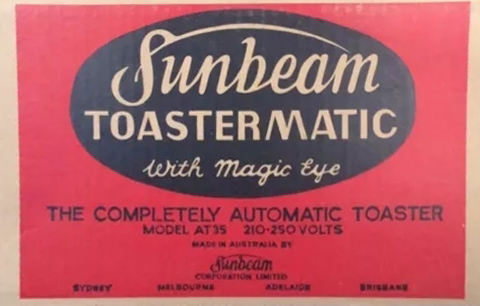 Sunbeam
TOASTERMATIC
With Magic Eye
THE COMPLETELY AUTOMATIC TOASTER
MODEL AT35 210-250 VOLTS
MADE IN AUSTRALIA BY
Sunbeam
CORPORATION LIMITED
SYDNEY MELBOURNE ADELAIDE BRISBANE